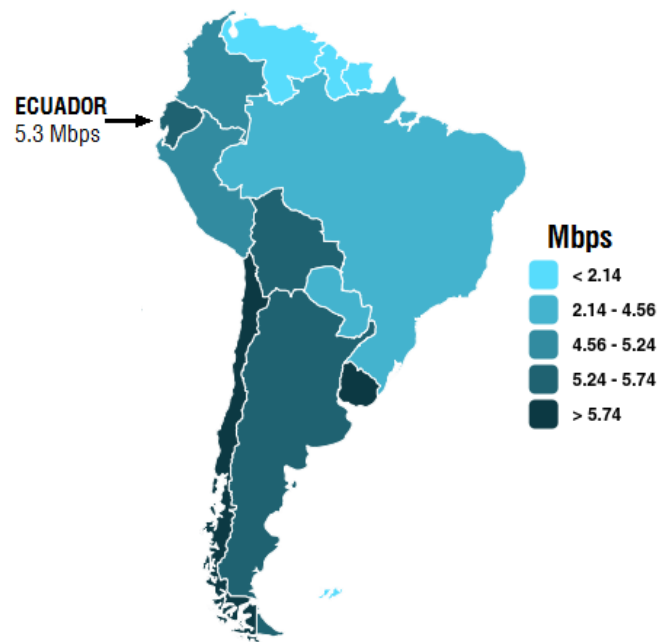 ECUADOR
5.3 Mbps
Mbps
< 2.14
2.14 - 4.56
4.56 - 5.24
5.24 - 5.74
> 5.74